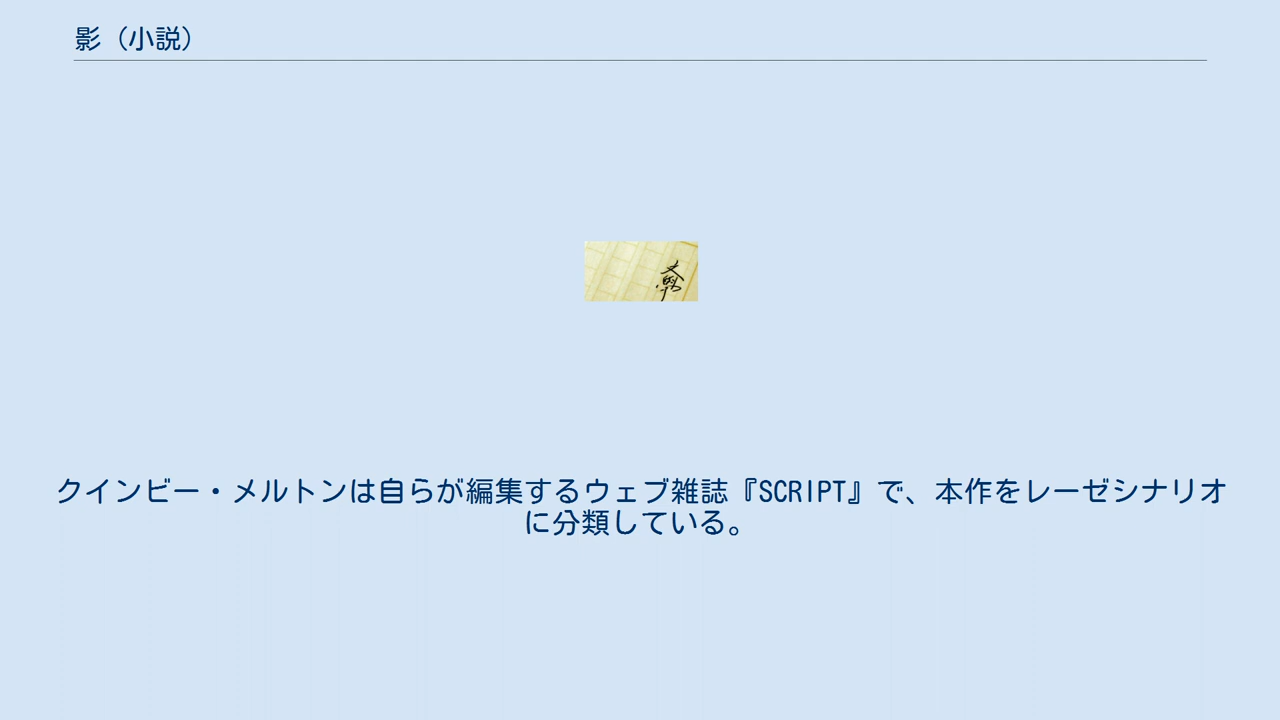 影（小説）
クインビー・メルトンは自らが編集するウェブ雑誌『SCRIPT』で、本作をレーゼシナリオ
に分類している。